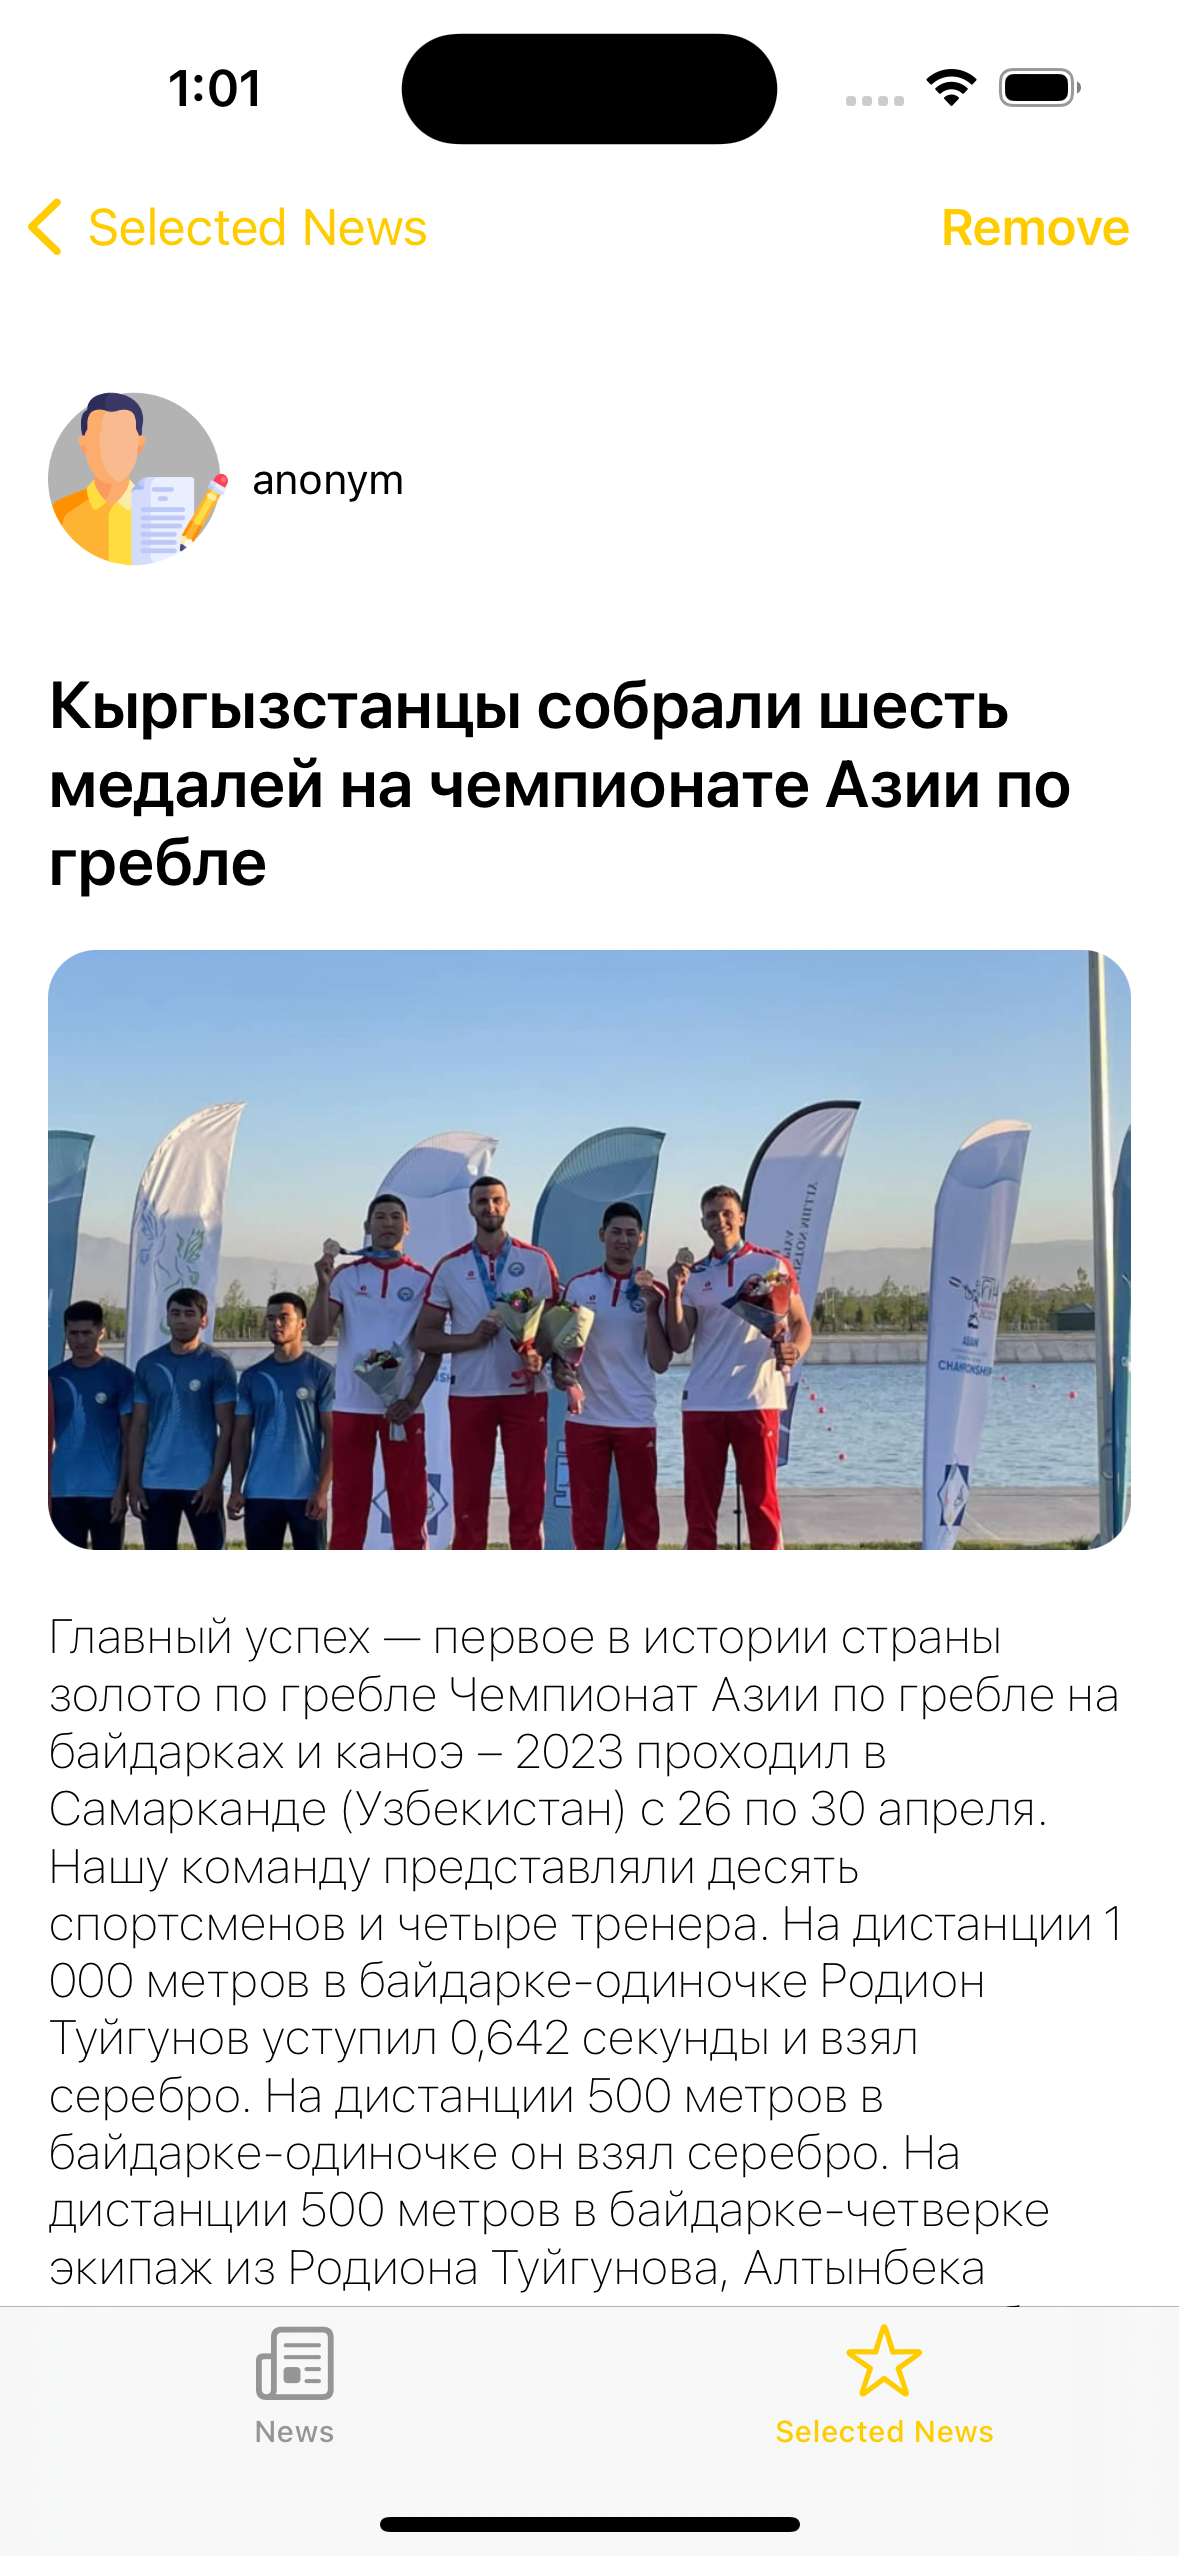 1:01
Selected News
Remove
anonym
Кыргызстанцы собрали шесть
медалей на чемпионате Азии по
гребле
CHAMPIONSHIP
Главный успех — первое в истории страны
золото по гребле Чемпионат Азии по гребле на
байдарках и каноэ – 2023 проходил в
Самарканде (Узбекистан) с 26 по 30 апреля.
Нашу команду представляли десять
спортсменов и четыре тренера. На дистанции 1
000 метров в байдарке-одиночке Родион
Туйгунов уступил 0,642 секунды и взял
серебро. На дистанции 500 метров в
байдарке-одиночке он взял серебро. На
дистанции 500 метров в байдарке-четверке
экипаж из Родиона Туйгунова, Алтынбека
News
Selected News